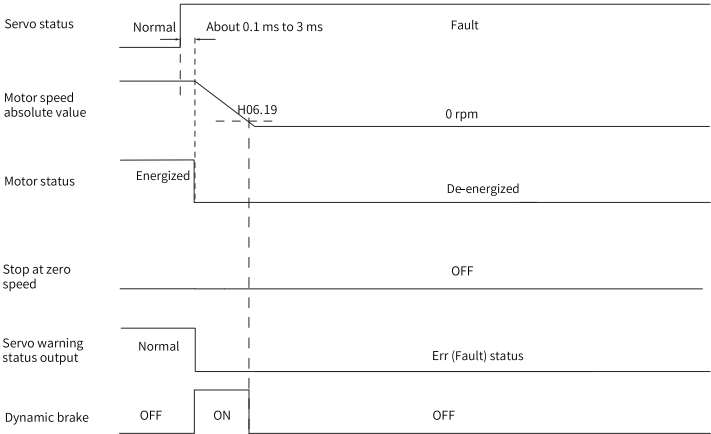 Servo status
Normal
About 0.1 ms to 3 ms
Fault
Motor speed
absolute value
H06.19
0 rpm
Motor status
Energized
De-energized
Stop at zero
speed
OFF
Servo warning
status output
Normal
Err (Fault) status
Dynamic brake
OFF
ON
OFF